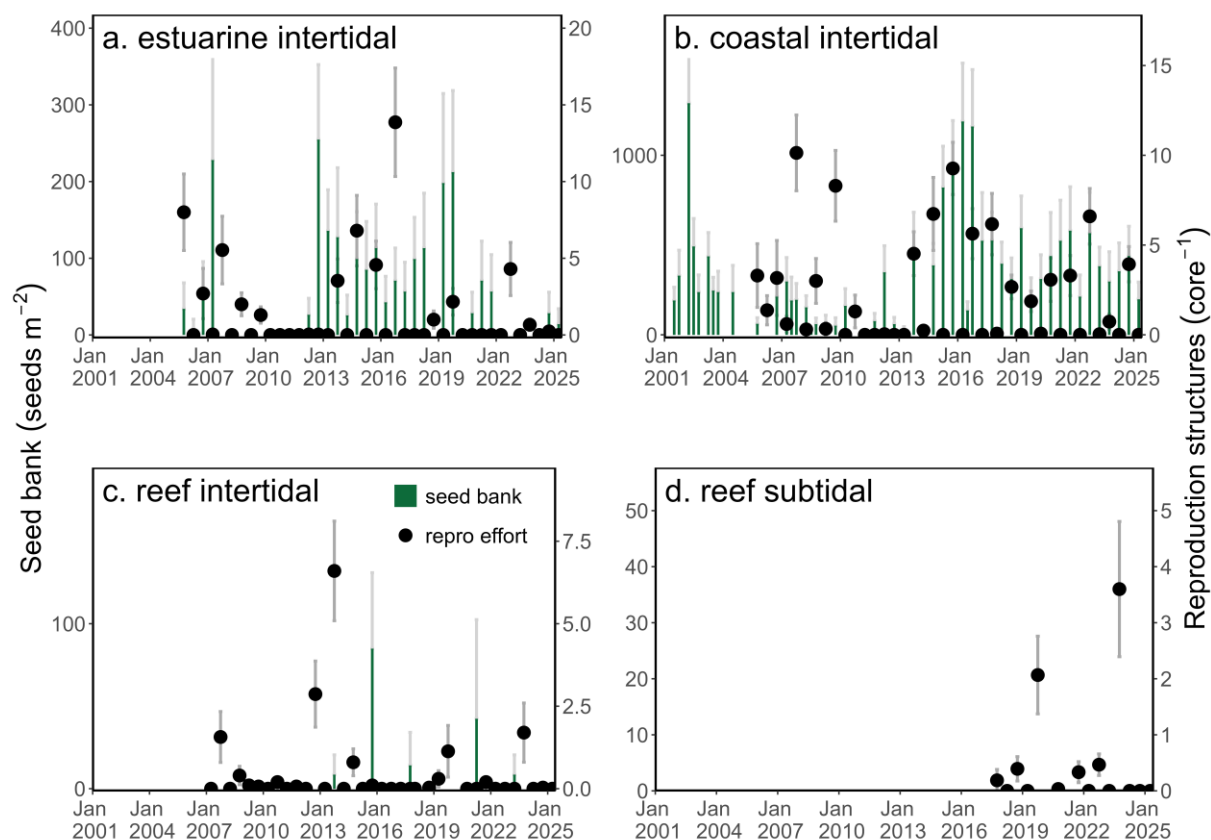 a. estuarine intertidal
400
300
200
100
0
20
15
10
5
0
Jan Jan Jan Jan Jan Jan Jan Jan Jan
2001 2004 2007 2010 2013 2016 2019 2022 2025
b. coastal intertidal
1000
0
15
10
5
0
Jan Jan Jan Jan Jan Jan Jan Jan Jan
2001 2004 2007 2010 2013 2016 2019 2022 2025
Seed bank (seeds m⁻²)
Reproduction structures (core⁻¹)
c. reef intertidal
seed bank
repro effort
100
0
7.5
5.0
2.5
0.0
Jan Jan Jan Jan Jan Jan Jan Jan Jan
2001 2004 2007 2010 2013 2016 2019 2022 2025
d. reef subtidal
50
40
30
20
10
0
5
4
3
2
1
0
Jan Jan Jan Jan Jan Jan Jan Jan Jan
2001 2004 2007 2010 2013 2016 2019 2022 2025